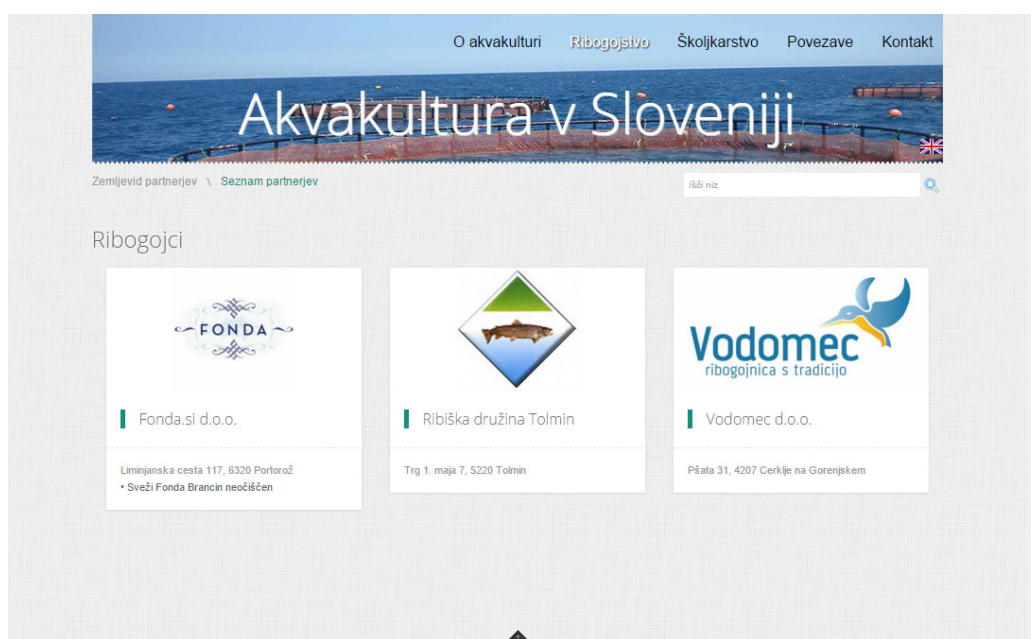 O akvakulturi Ribogojstvo Školjkarstvo Povezave Kontakt
Akvakultura v Sloveniji
Zemljevid partnerjev \ Seznam partnerjev
Išči niz
Ribogojci
FONDA
Vodomec
ribogojnica s tradicijo
Fonda.si d.o.o.
Ribiška družina Tolmin
Vodomec d.o.o.
Liminjanska cesta 117, 6320 Portorož
• Sveži Fonda Brancin neočiščen
Trg 1. maja 7, 5220 Tolmin
Pšata 31, 4207 Cerklje na Gorenjskem